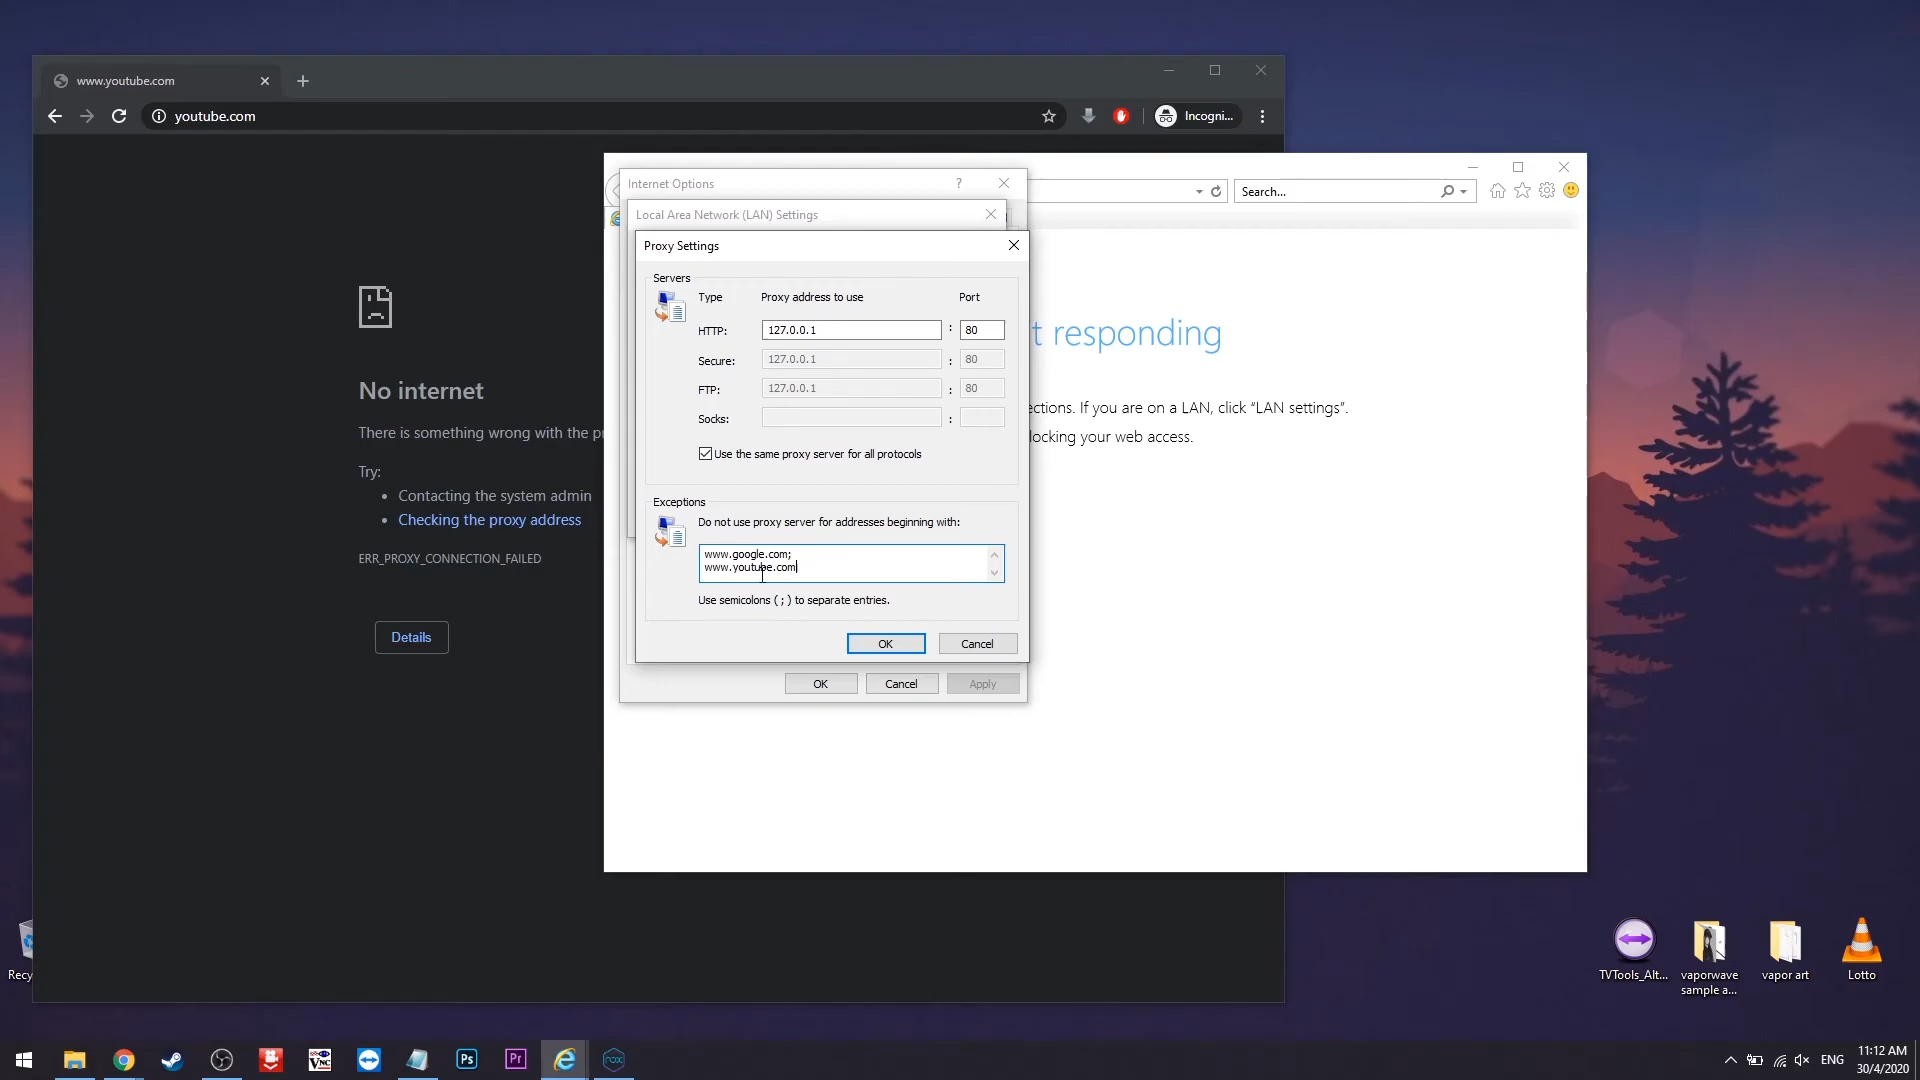 www.youtube.com
youtube.com
Incogni...
No internet
There is something wrong with the pr
Try:
Contacting the system admin
Checking the proxy address
ERR_PROXY_CONNECTION_FAILED
Details
Search...
t responding
ections. If you are on a LAN, click “LAN settings”.
locking your web access.
Internet Options
?
Local Area Network (LAN) Settings
Proxy Settings
Servers
Type Proxy address to use Port
HTTP: 127.0.0.1 : 80
Secure: 127.0.0.1 : 80
FTP: 127.0.0.1 : 80
Socks: :
Use the same proxy server for all protocols
Exceptions
Do not use proxy server for addresses beginning with:
www.google.com;
www.youtube.com
Use semicolons ( ; ) to separate entries.
OK Cancel
OK Cancel Apply
Recy
TVTools_Alt...
vaporwave
sample a...
vapor art
Lotto
VNC
Ps
Pr
nox
ENG
11:12 AM
30/4/2020